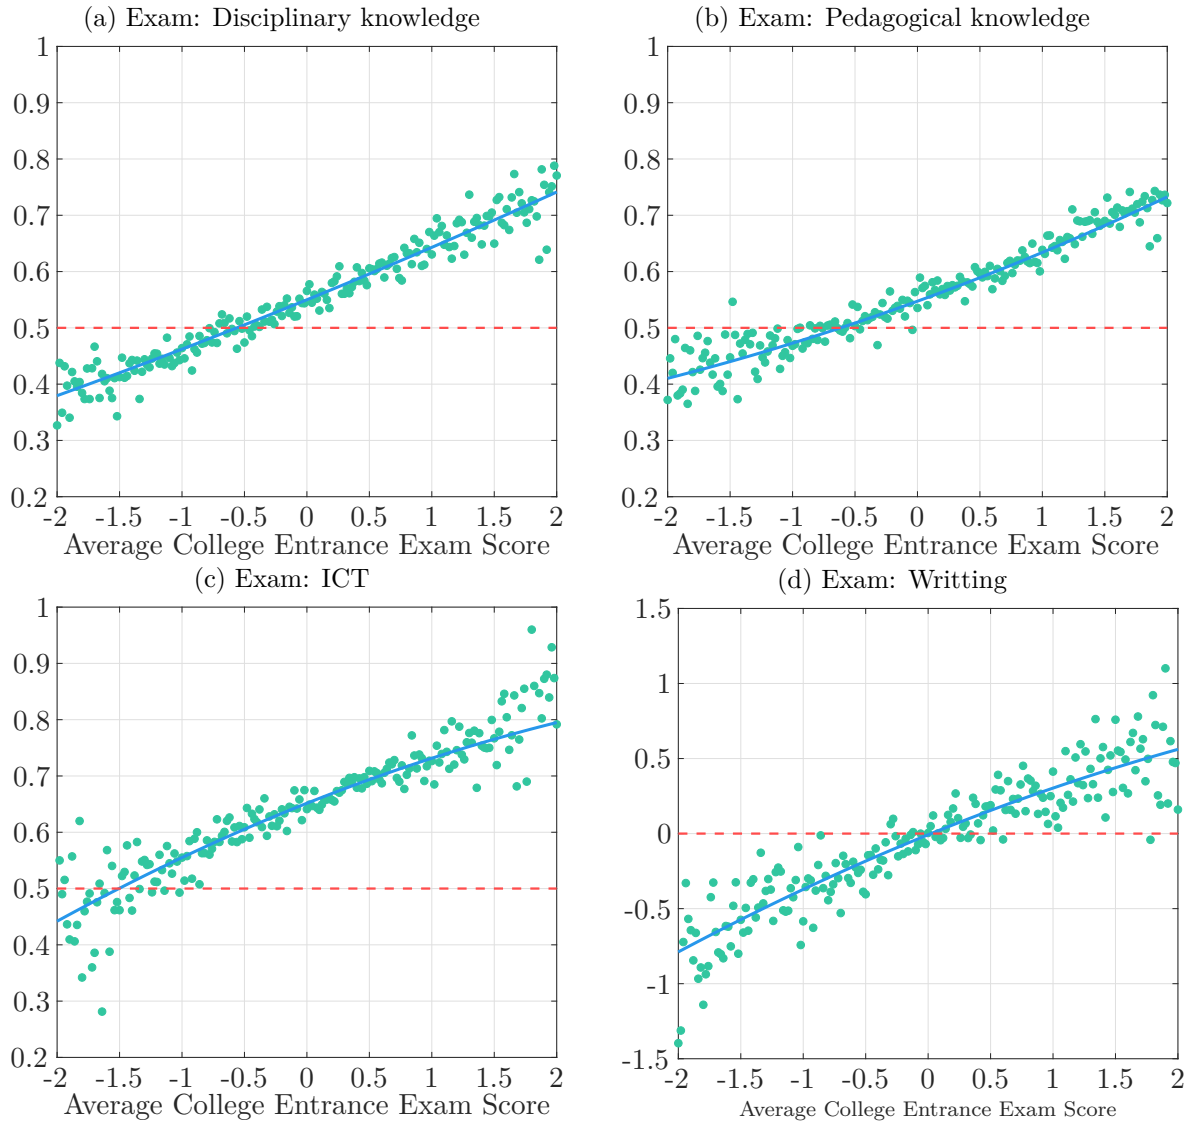 (a) Exam: Disciplinary knowledge
1
0.9
0.8
0.7
0.6
0.5
0.4
0.3
0.2
-2 -1.5 -1 -0.5 0 0.5 1 1.5 2
Average College Entrance Exam Score
(b) Exam: Pedagogical knowledge
1
0.9
0.8
0.7
0.6
0.5
0.4
0.3
0.2
-2 -1.5 -1 -0.5 0 0.5 1 1.5 2
Average College Entrance Exam Score
(c) Exam: ICT
1
0.9
0.8
0.7
0.6
0.5
0.4
0.3
0.2
-2 -1.5 -1 -0.5 0 0.5 1 1.5 2
Average College Entrance Exam Score
(d) Exam: Writting
1.5
1
0.5
0
-0.5
-1
-1.5
-2 -1.5 -1 -0.5 0 0.5 1 1.5 2
Average College Entrance Exam Score